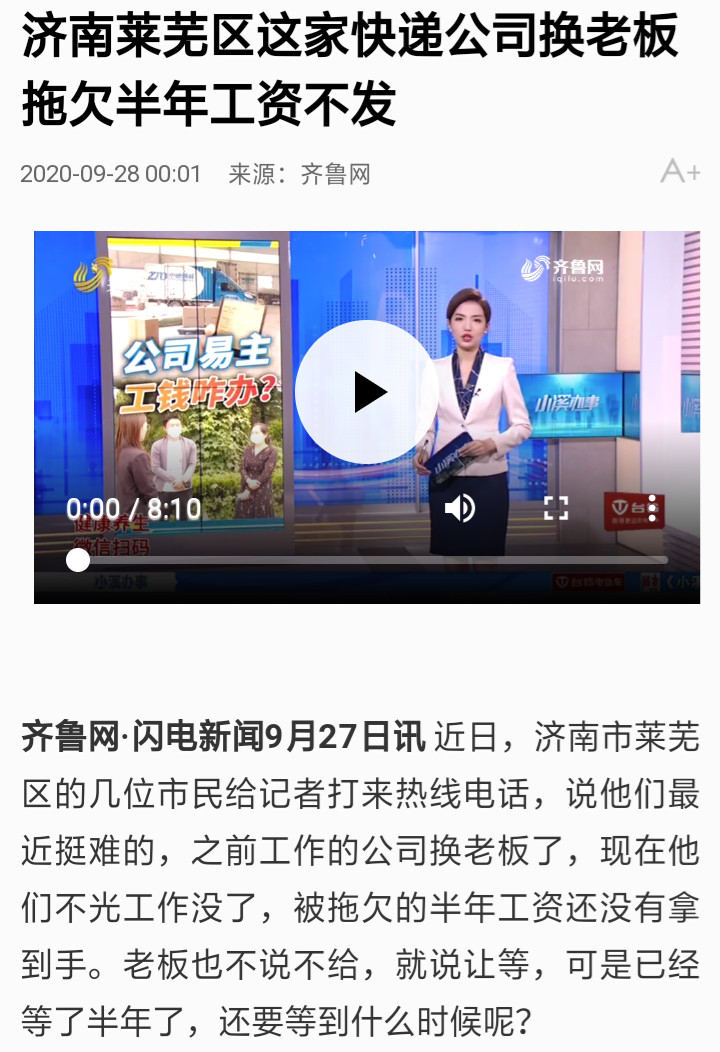 济南莱芜区这家快递公司换老板
拖欠半年工资不发
2020-09-28 00:01 来源：齐鲁网 A+
齐鲁网
iqilu.com
公司易主
工钱咋办?
小溪办事
0:00 / 8:10
健康养生
微信扫码
小溪办事
齐鲁网·闪电新闻9月27日讯 近日，济南市莱芜
区的几位市民给记者打来热线电话，说他们最
近挺难的，之前工作的公司换老板了，现在他
们不光工作没了，被拖欠的半年工资还没有拿
到手。老板也不说不给，就说让等，可是已经
等了半年了，还要等到什么时候呢？